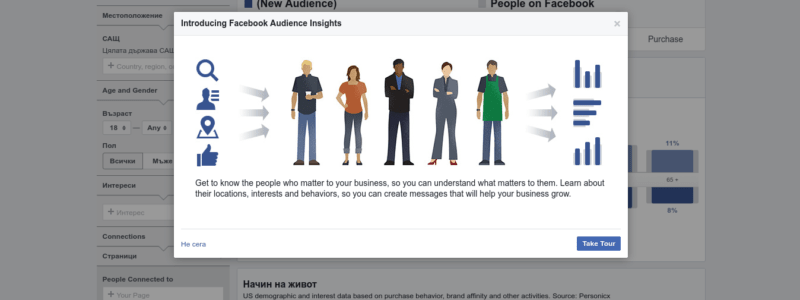 (New Audience)
People on Facebook
Местоположение
Introducing Facebook Audience Insights
×
САЩ
Цялата държава САЩ
+ Country, region,
Purchase
Age and Gender
Възраст
18 — Any
Пол
Всички Мъже
Интереси
+ Интерес
Connections
Страници
People Connected to
+ Your Page
11%
65 +
8%
Get to know the people who matter to your business, so you can understand what matters to them. Learn about
their locations, interests and behaviors, so you can create messages that will help your business grow.
Не сега
Take Tour
Начин на живот
US demographic and interest data based on purchase behavior, brand affinity and other activities. Source: Personicx